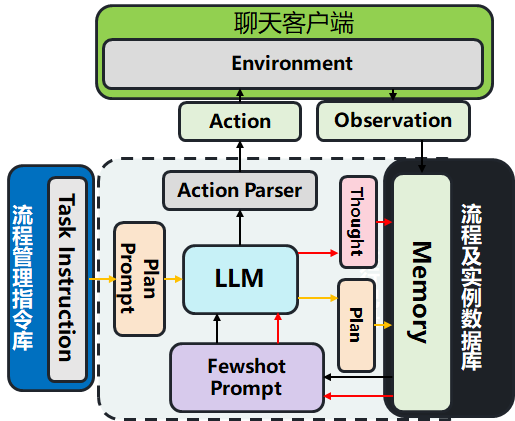 聊天客户端
Environment
Action
Observation
Action Parser
流程管理指令库
Task Instruction
Plan
Prompt
LLM
Thought
Plan
Memory
流程及实例数据库
Fewshot
Prompt